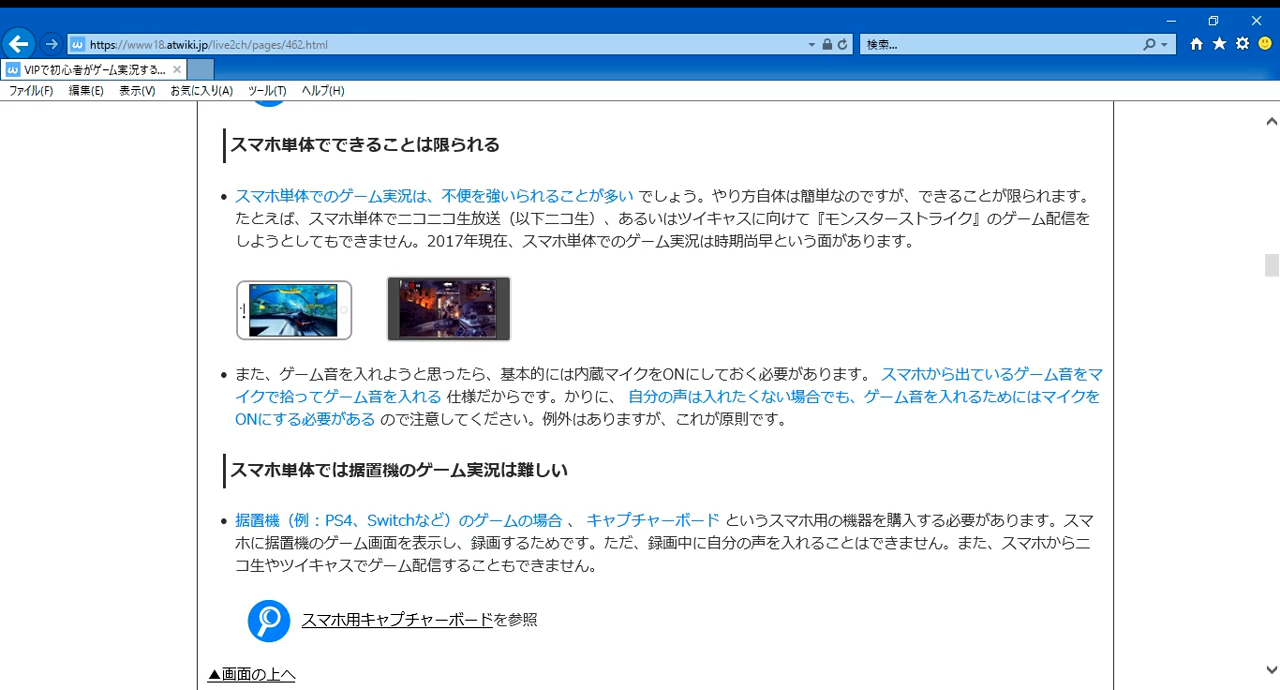 https://www18.atwiki.jp/live2ch/pages/462.html
検索...
VIPで初心者がゲーム実況する...
ファイル(F) 編集(E) 表示(V) お気に入り(A) ツール(T) ヘルプ(H)
スマホ単体でできることは限られる
スマホ単体でのゲーム実況は、不便を強いられることが多い でしょう。やり方自体は簡単なのですが、できることが限られます。
たとえば、スマホ単体でニコニコ生放送（以下ニコ生）、あるいはツイキャスに向けて『モンスターストライク』のゲーム配信を
しようとしてもできません。2017年現在、スマホ単体でのゲーム実況は時期尚早という面があります。
また、ゲーム音を入れようと思ったら、基本的には内蔵マイクをONにしておく必要があります。 スマホから出ているゲーム音をマ
イクで拾ってゲーム音を入れる 仕様だからです。かりに、 自分の声は入れたくない場合でも、ゲーム音を入れるためにはマイクを
ONにする必要がある ので注意してください。例外はありますが、これが原則です。
スマホ単体では据置機のゲーム実況は難しい
据置機（例：PS4、Switchなど）のゲームの場合 、 キャプチャーボード というスマホ用の機器を購入する必要があります。スマ
ホに据置機のゲーム画面を表示し、録画するためです。ただ、録画中に自分の声を入れることはできません。また、スマホからニ
コ生やツイキャスでゲーム配信することもできません。
スマホ用キャプチャーボードを参照
▲画面の上へ